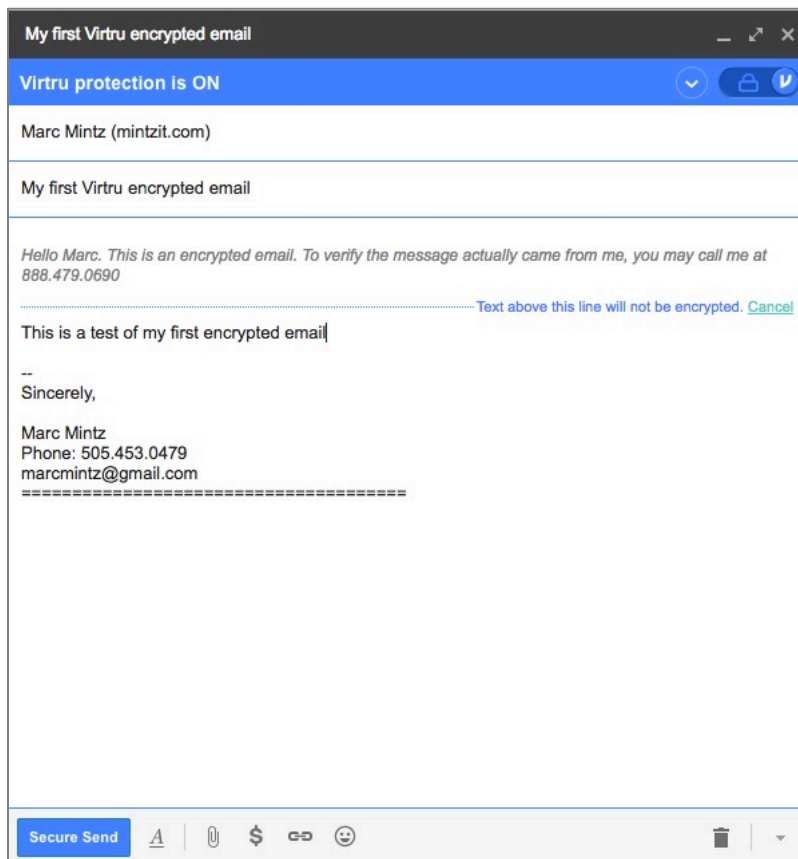 My first Virtru encrypted email
Virtru protection is ON
Marc Mintz (mintzit.com)
My first Virtru encrypted email
Hello Marc. This is an encrypted email. To verify the message actually came from me, you may call me at
888.479.0690
Text above this line will not be encrypted. Cancel
This is a test of my first encrypted email
--
Sincerely,
Marc Mintz
Phone: 505.453.0479
marcmintz@gmail.com
======================================
Secure Send A $